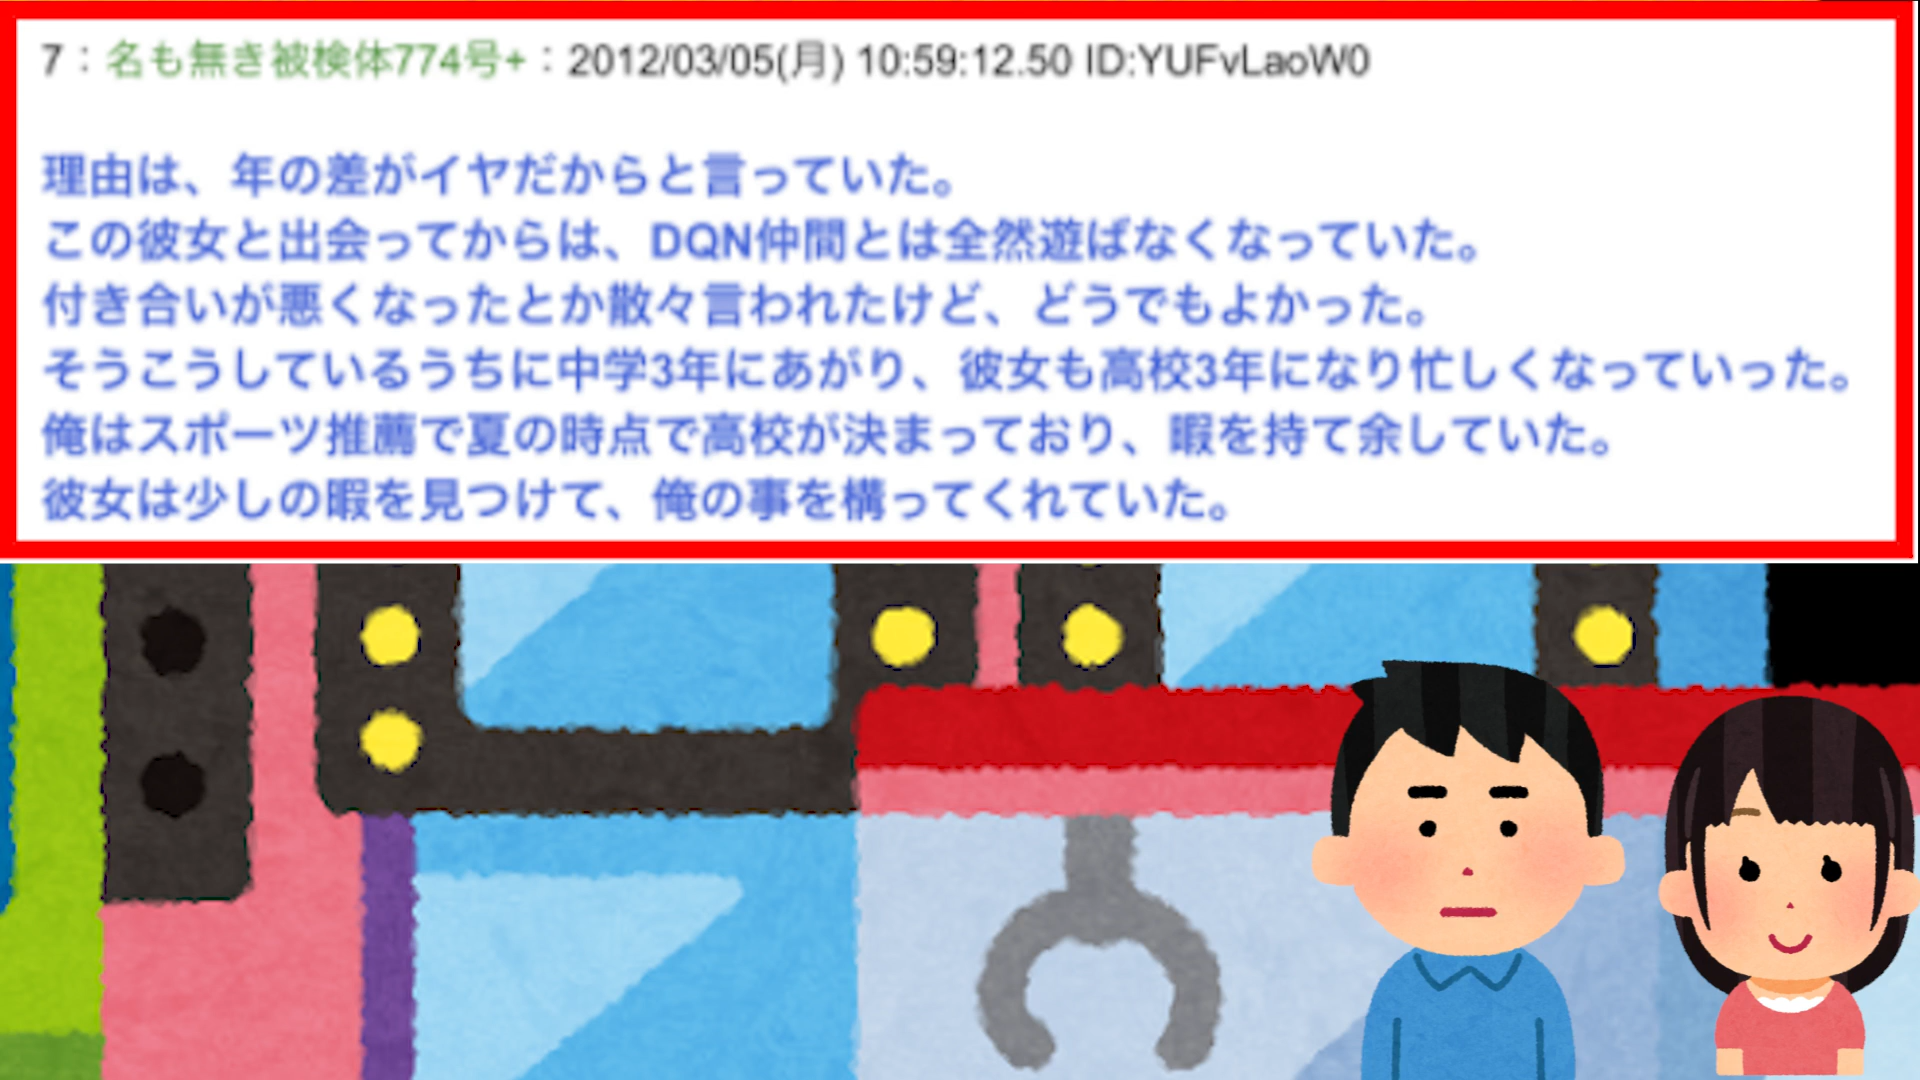 7：名も無き被検体774号+：2012/03/05(月) 10:59:12.50 ID:YUFvLaoW0
理由は、年の差がイヤだからと言っていた。
この彼女と出会ってからは、DQN仲間とは全然遊ばなくなっていた。
付き合いが悪くなったとか散々言われたけど、どうでもよかった。
そうこうしているうちに中学3年にあがり、彼女も高校3年になり忙しくなっていった。
俺はスポーツ推薦で夏の時点で高校が決まっており、暇を持て余していた。
彼女は少しの暇を見つけて、俺の事を構ってくれていた。